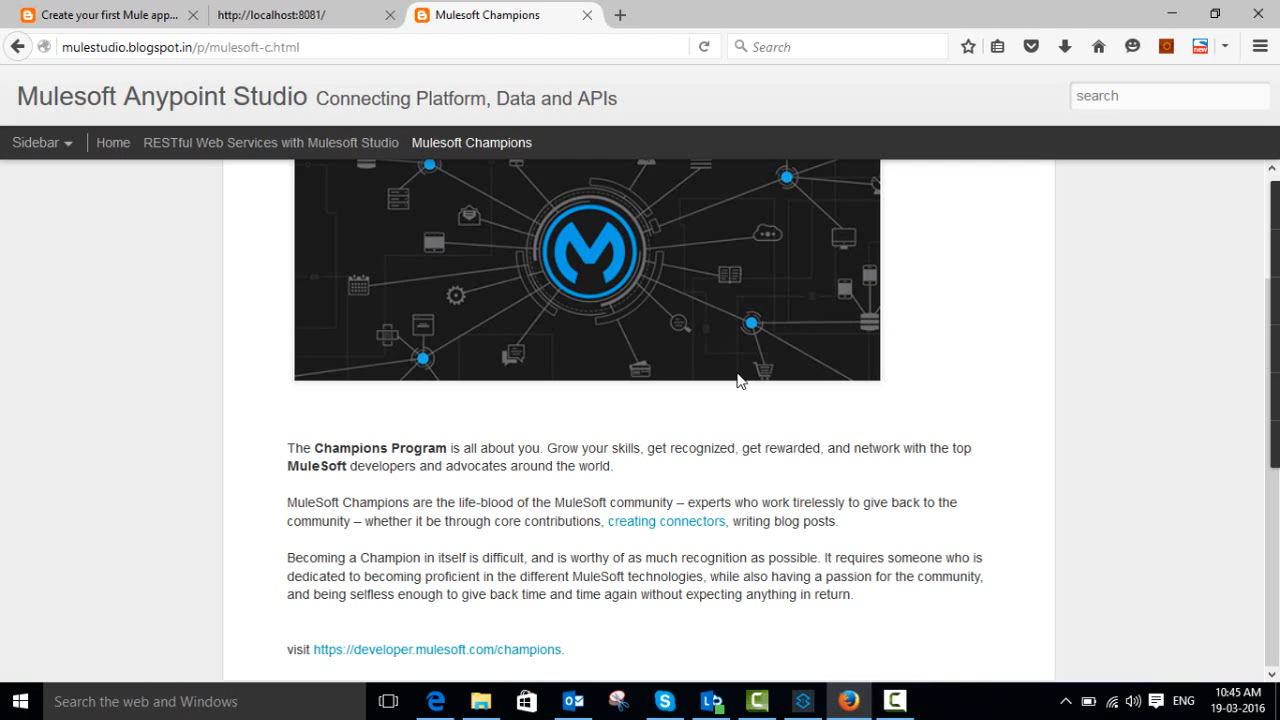 Create your first Mule app...
http://localhost:8081/
Mulesoft Champions
mulestudio.blogspot.in/p/mulesoft-c.html
Search
new
Mulesoft Anypoint Studio Connecting Platform, Data and APIs
search
Sidebar
Home
RESTful Web Services with Mulesoft Studio
Mulesoft Champions
The Champions Program is all about you. Grow your skills, get recognized, get rewarded, and network with the top
MuleSoft developers and advocates around the world.
MuleSoft Champions are the life-blood of the MuleSoft community – experts who work tirelessly to give back to the
community – whether it be through core contributions, creating connectors, writing blog posts.
Becoming a Champion in itself is difficult, and is worthy of as much recognition as possible. It requires someone who is
dedicated to becoming proficient in the different MuleSoft technologies, while also having a passion for the community,
and being selfless enough to give back time and time again without expecting anything in return.
visit https://developer.mulesoft.com/champions.
Search the web and Windows
ENG
10:45 AM
19-03-2016